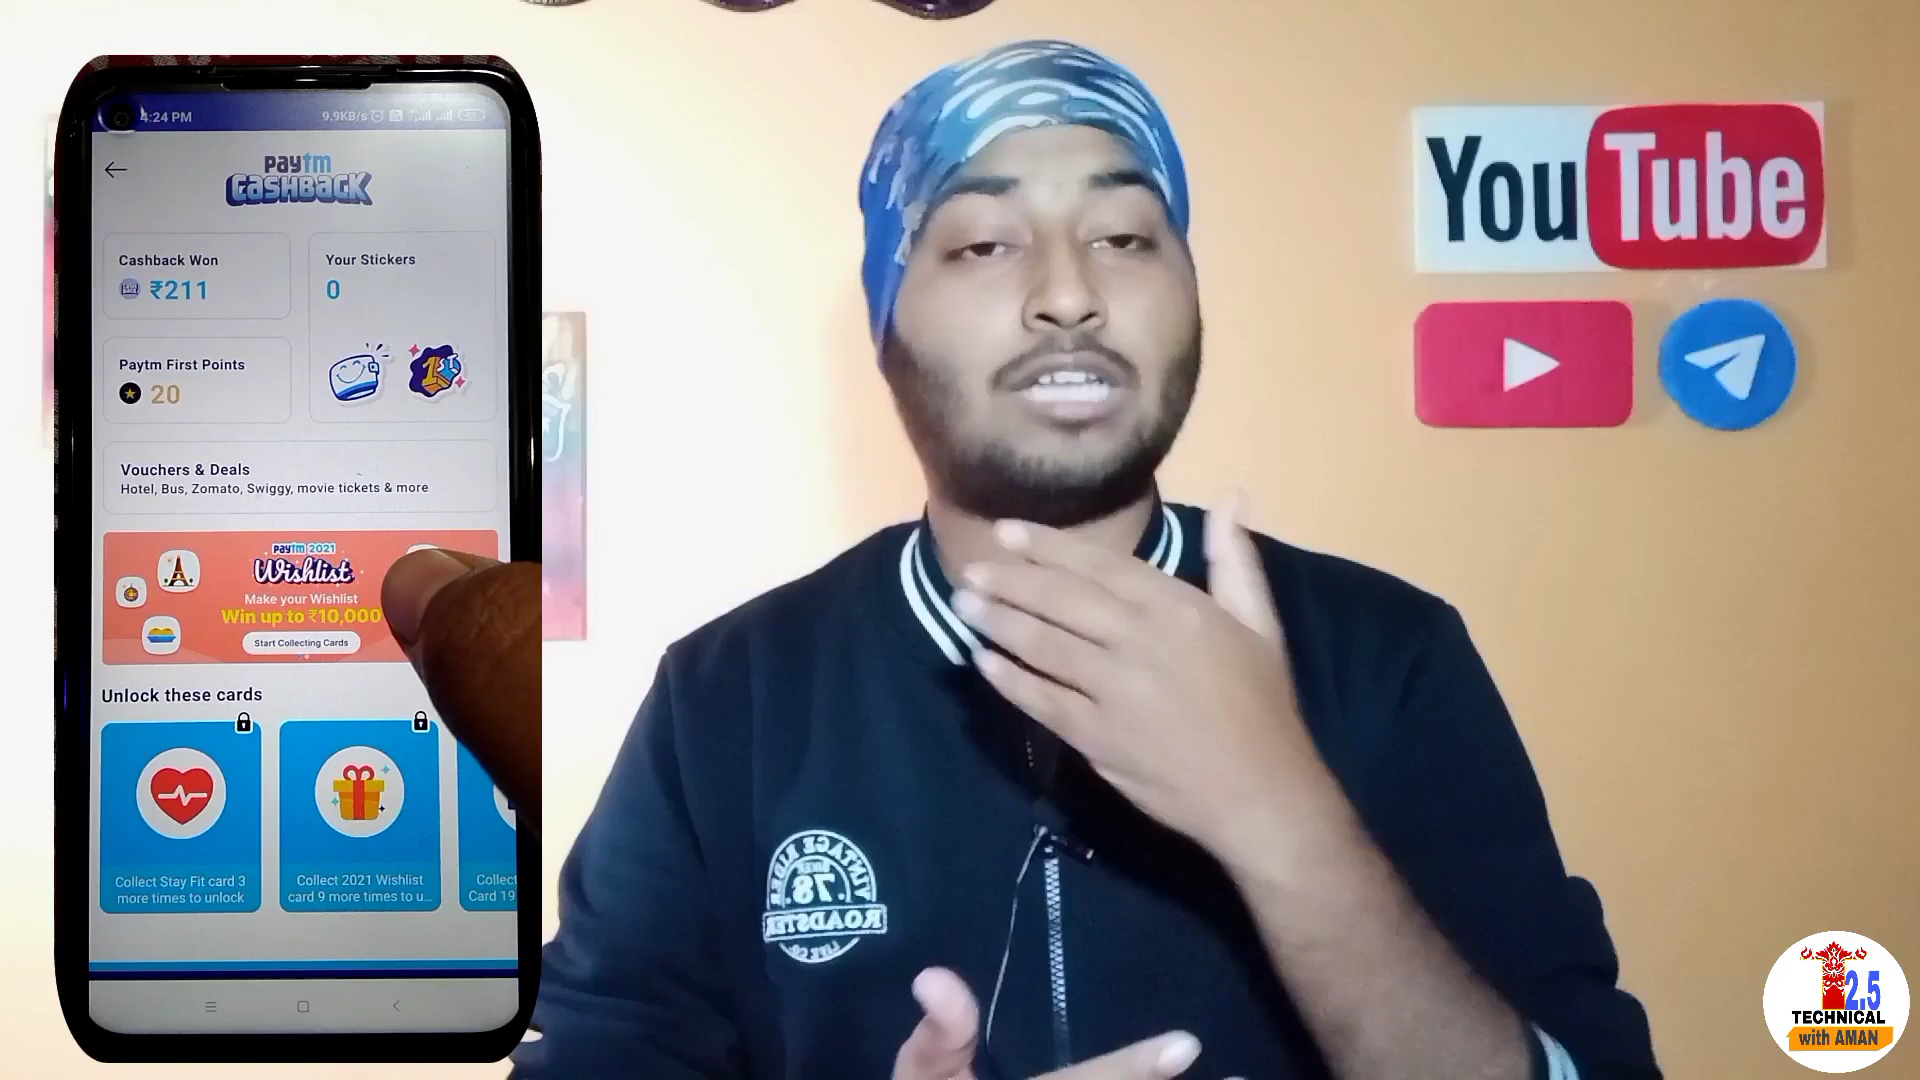 4:24 PM
9.9KB/s
paytm
CASHBACK
Cashback Won
₹211
Your Stickers
0
1ST
Paytm First Points
20
Vouchers & Deals
Hotel, Bus, Zomato, Swiggy, movie tickets & more
paytm 2021
Wishlist
Make your Wishlist
Win up to ₹10,000
Start Collecting Cards
Unlock these cards
Collect Stay Fit card 3
more times to unlock
Collect 2021 Wishlist
card 9 more times to u...
Collect
Card 19
YouTube
VINTAGE RIDER
.78.
ROADSTER
LIFE CO.
2.5
TECHNICAL
with AMAN